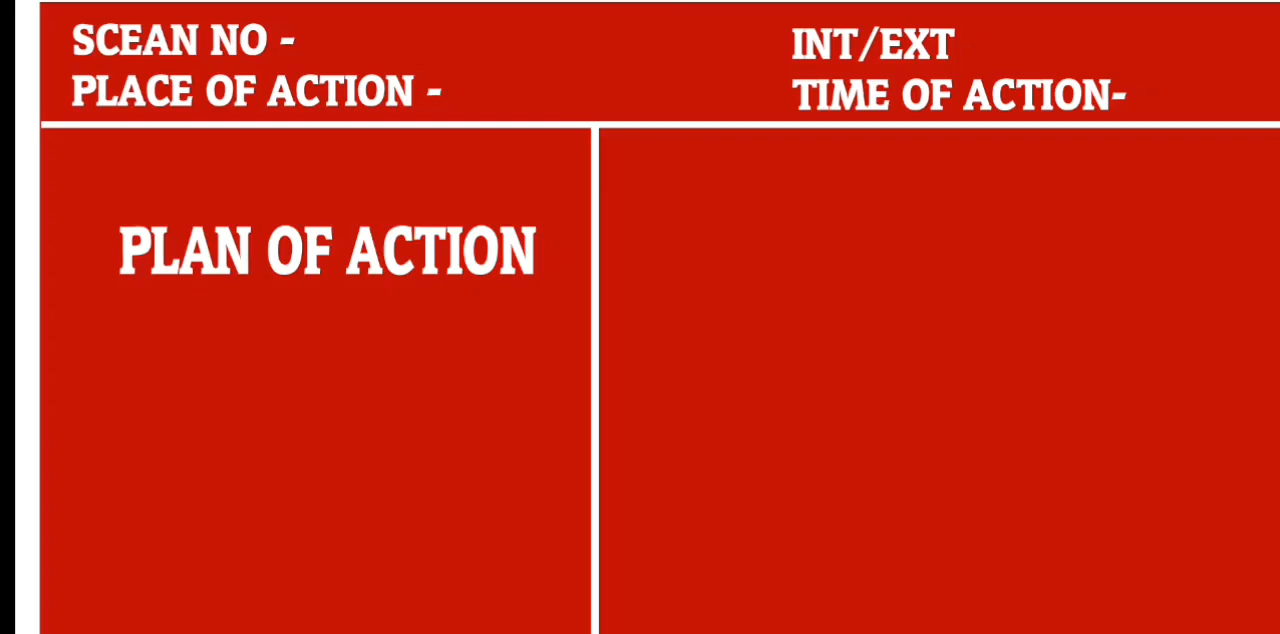 SCEAN NO -
PLACE OF ACTION -
INT/EXT
TIME OF ACTION-
PLAN OF ACTION